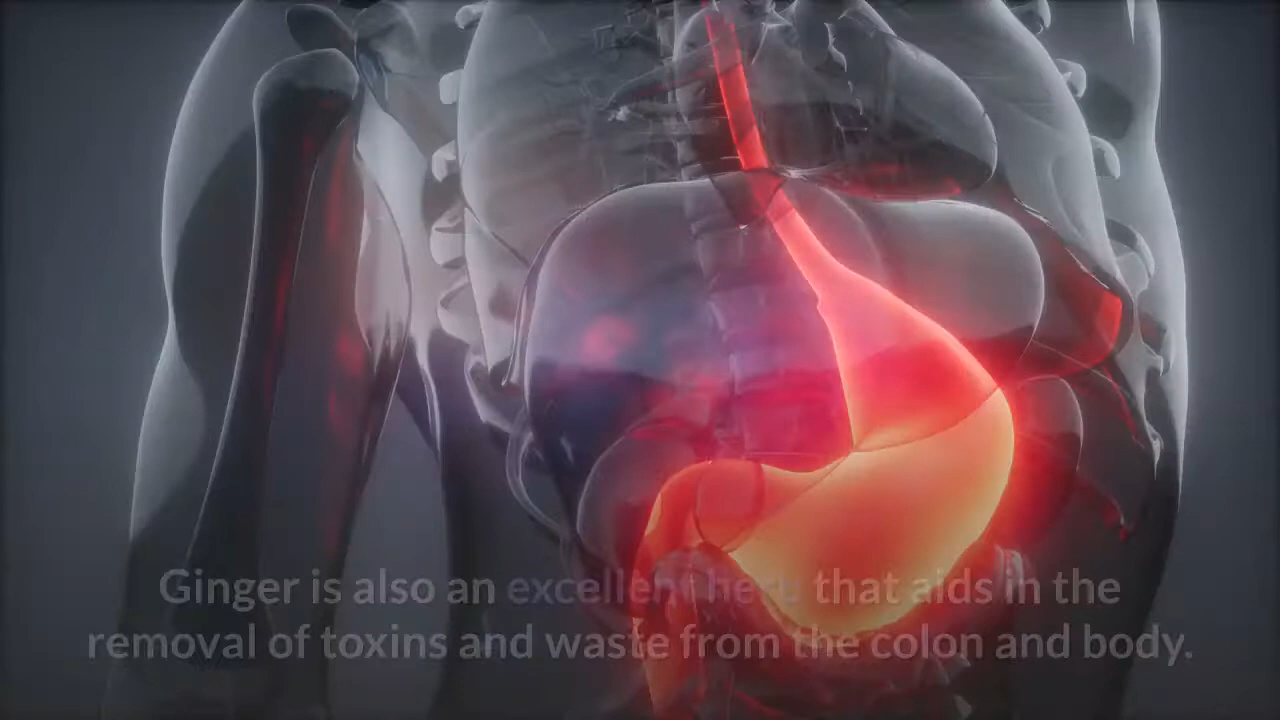 Ginger is also an excellent herb that aids in the
removal of toxins and waste from the colon and body.